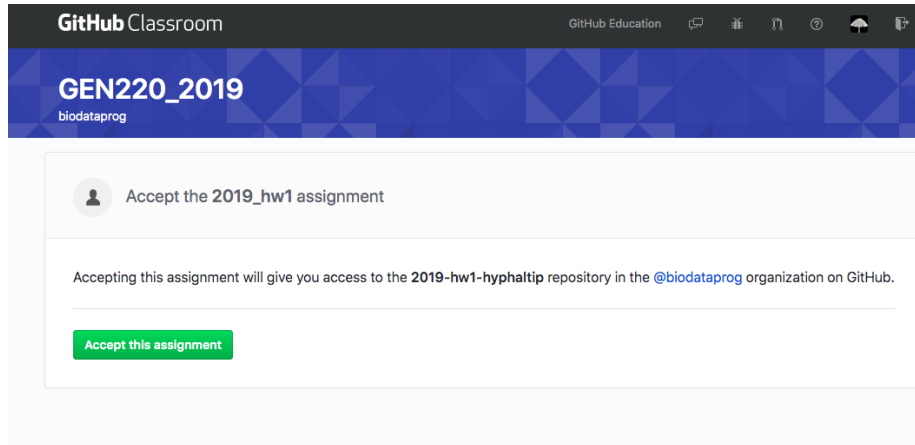 GitHub Classroom
GitHub Education
GEN220_2019
biodataprog
Accept the 2019_hw1 assignment
Accepting this assignment will give you access to the 2019-hw1-hyphaltip repository in the @biodataprog organization on GitHub.
Accept this assignment